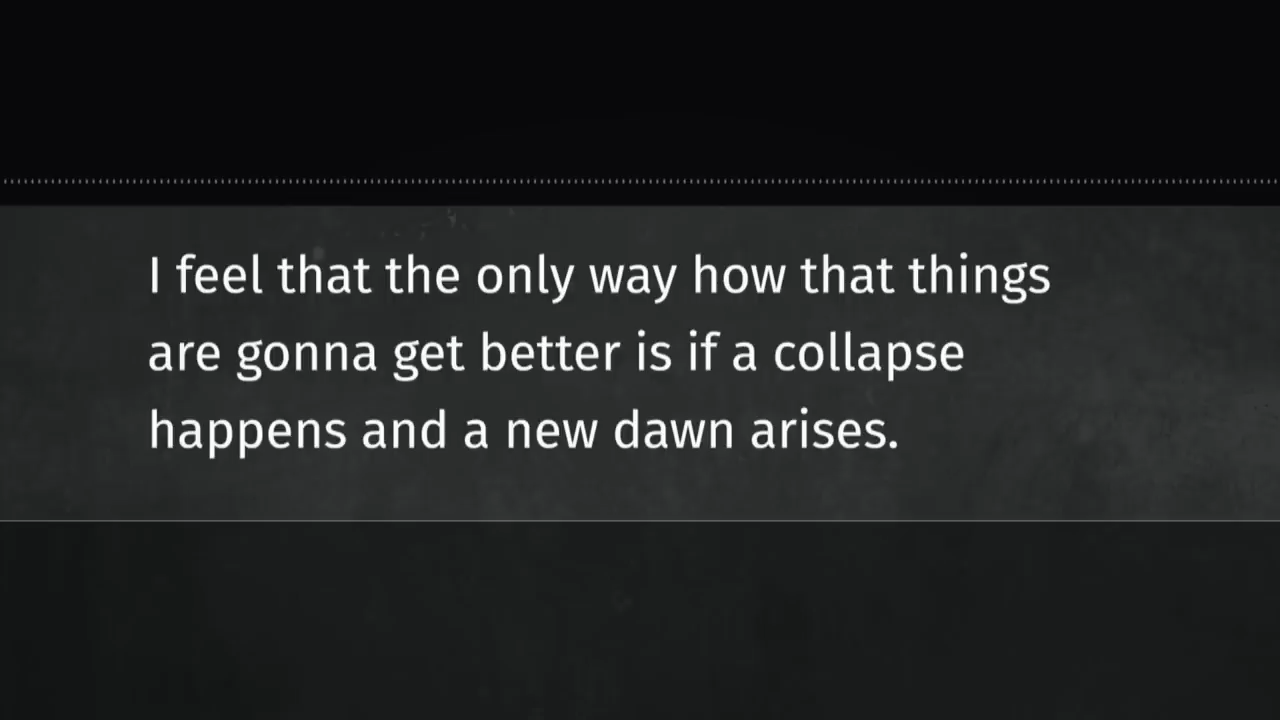 I feel that the only way how that things
are gonna get better is if a collapse
happens and a new dawn arises.